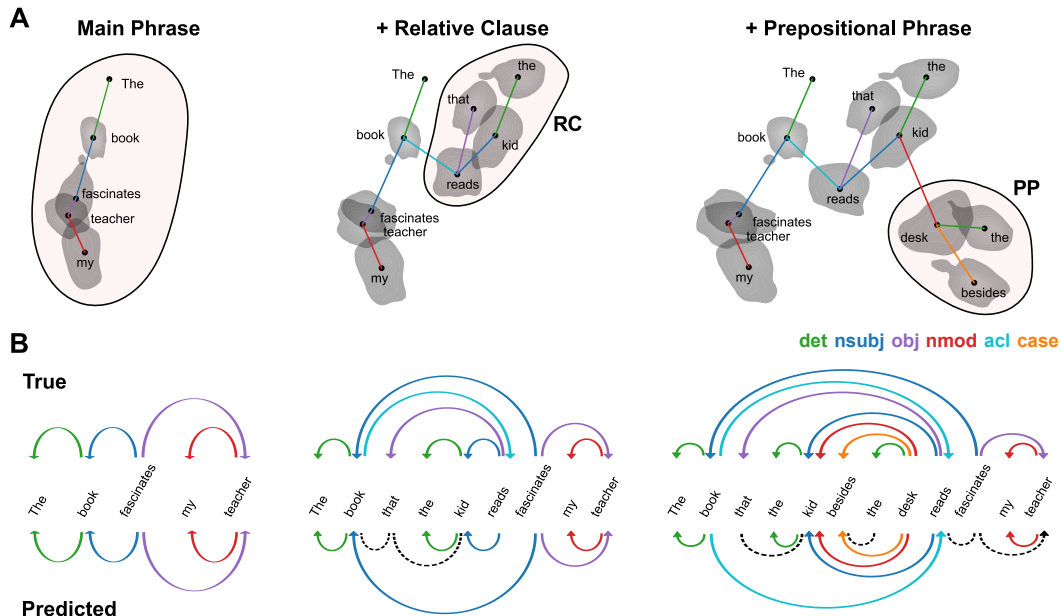 A
Main Phrase
+ Relative Clause
+ Prepositional Phrase
The
book
fascinates
teacher
my
The
book
that
the
kid
RC
reads
fascinates
teacher
my
The
book
that
the
kid
reads
PP
desk
the
besides
fascinates
teacher
my
B
det nsubj obj nmod acl case
True
The book fascinates my teacher
The book that the kid reads fascinates my teacher
The book that the kid besides the desk reads fascinates my teacher
Predicted